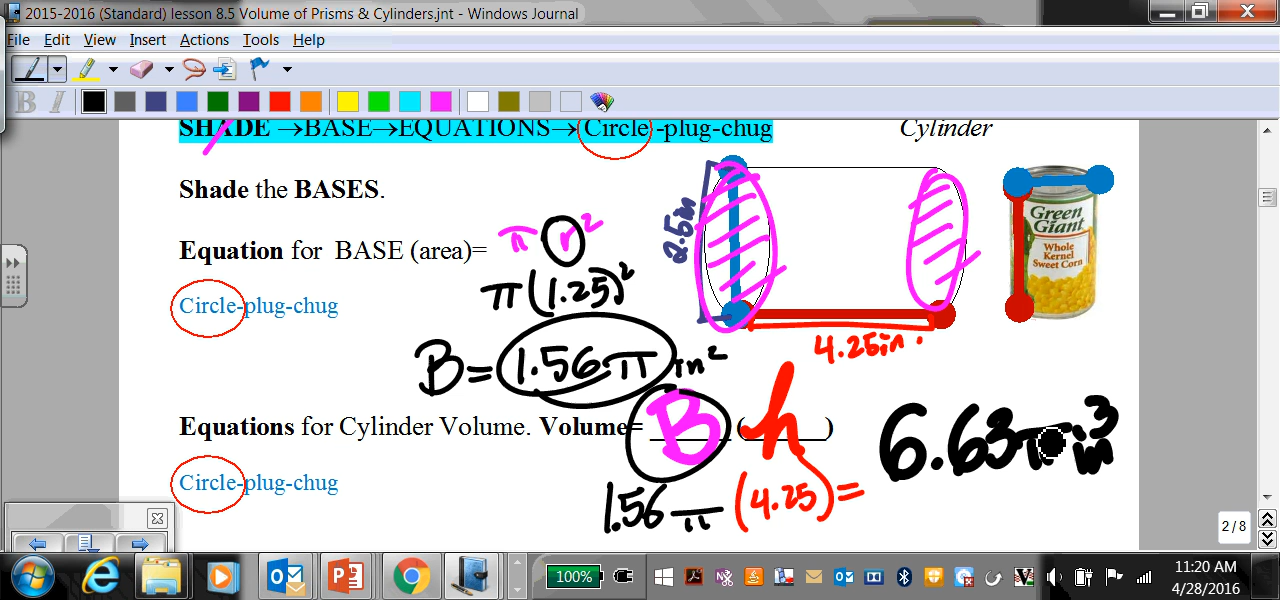 2015-2016 (Standard) lesson 8.5 Volume of Prisms & Cylinders.jnt - Windows Journal
File Edit View Insert Actions Tools Help
B I
SHADE →BASE→EQUATIONS→ Circle -plug-chug
Cylinder
Shade the BASES.
2.5in
Green Giant
Whole Kernel
Sweet Corn
Equation for BASE (area)= π r²
Circle-plug-chug
π(1.25)²
4.25in.
B = 1.56π in²
Equations for Cylinder Volume. Volume= B (h)
6.63π in³
Circle-plug-chug
1.56π (4.25) =
2 / 8
100%
11:20 AM
4/28/2016